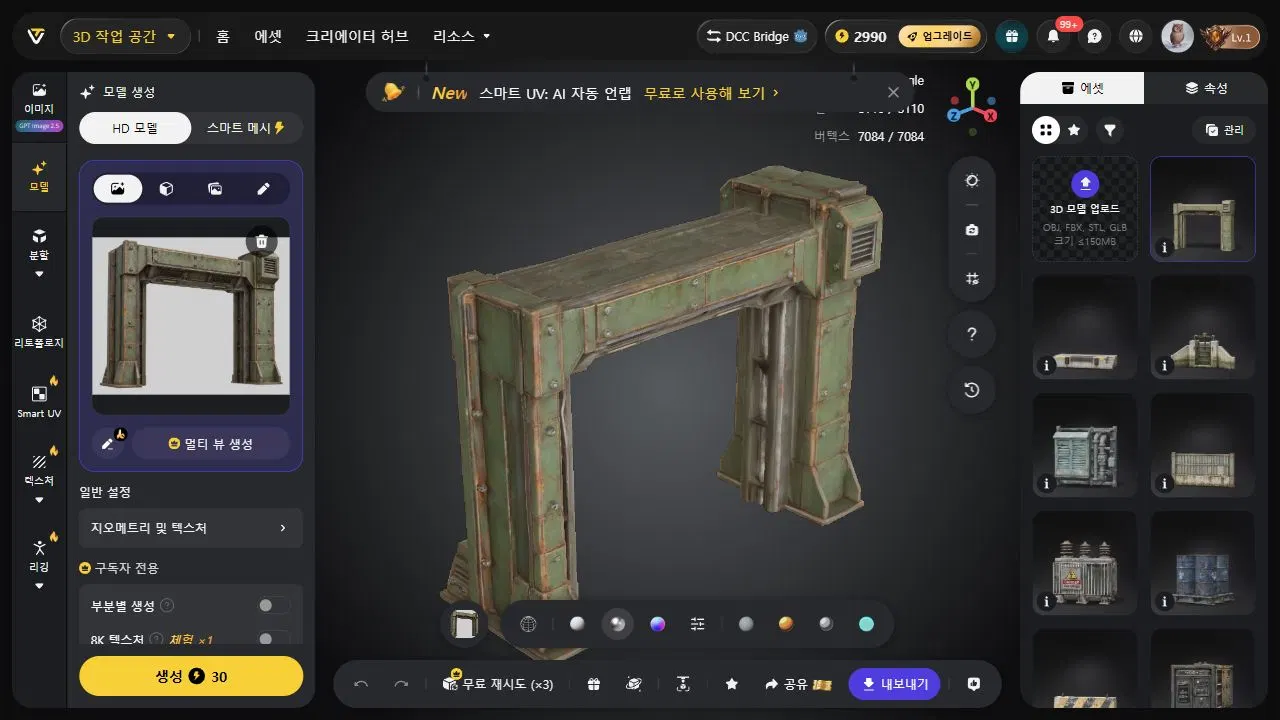 3D 작업 공간
홈
에셋
크리에이터 허브
리소스
DCC Bridge
2990
업그레이드
99+
Lv.1
이미지
GPT Image 2.5
모델
분할
리토폴로지
Smart UV
텍스처
리깅
모델 생성
HD 모델
스마트 메시
멀티 뷰 생성
일반 설정
지오메트리 및 텍스처
구독자 전용
부분별 생성
8K 텍스처 체험 ×1
생성 30
New 스마트 UV: AI 자동 언랩 무료로 사용해 보기
버텍스 7084 / 7084
Y
Z
X
?
무료 재시도 (×3)
공유
내보내기
에셋
속성
관리
3D 모델 업로드
OBJ, FBX, STL, GLB
크기 ≤150MB